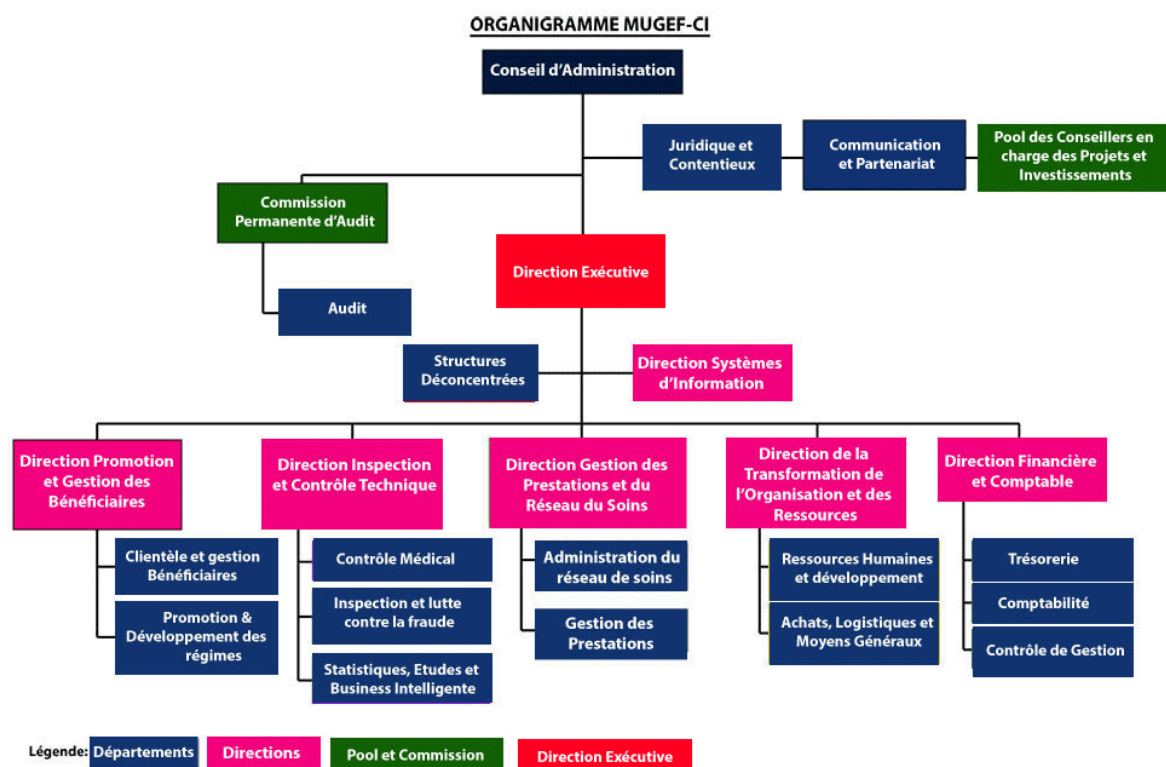 ORGANIGRAMME MUGEF-CI
Conseil d'Administration
Juridique et
Contentieux
Communication
et Partenariat
Pool des Conseillers en
charge des Projets et
Investissements
Commission
Permanente d'Audit
Direction Exécutive
Audit
Structures
Déconcentrées
Direction Systèmes
d'Information
Direction Promotion
et Gestion des
Bénéficiaires
Clientèle et gestion
Bénéficiaires
Promotion &
Développement des
régimes
Direction Inspection
et Contrôle Technique
Contrôle Médical
Inspection et lutte
contre la fraude
Statistiques, Etudes et
Business Intelligente
Direction Gestion des
Prestations et du
Réseau du Soins
Administration du
réseau de soins
Gestion des
Prestations
Direction de la
Transformation de
l'Organisation et des
Ressources
Ressources Humaines
et développement
Achats, Logistiques et
Moyens Généraux
Direction Financière
et Comptable
Trésorerie
Comptabilité
Contrôle de Gestion
Légende: Départements Directions Pool et Commission Direction Exécutive